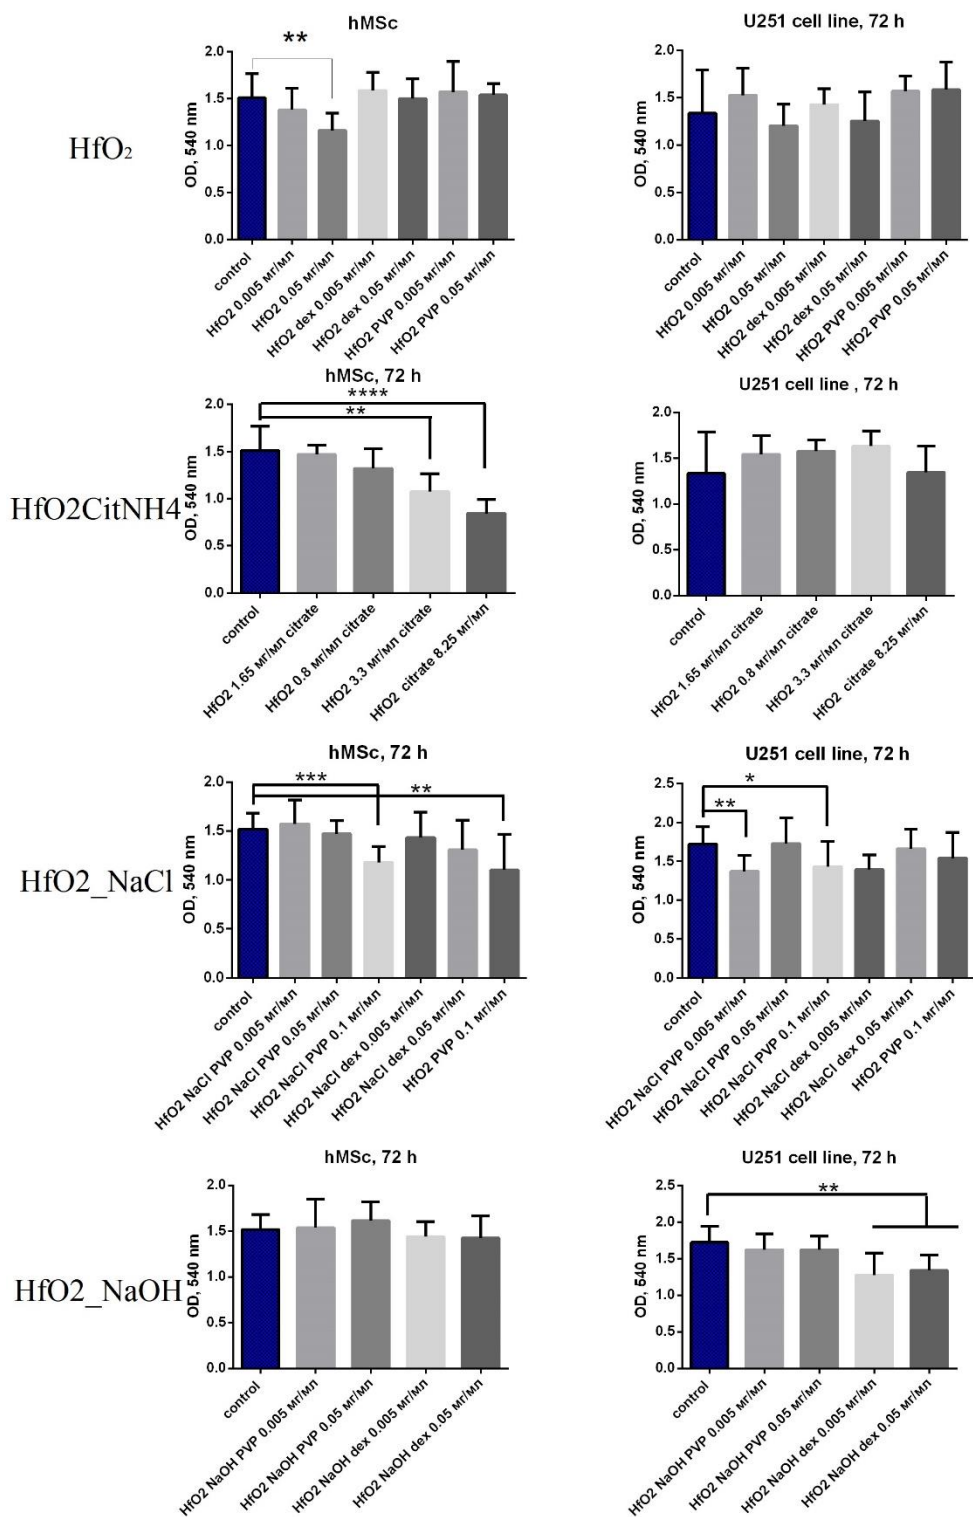 HfO₂
hMSc
OD, 540 nm
2.0
1.5
1.0
0.5
0.0
**
control
HfO2 0.005 мг/мл
HfO2 0.05 мг/мл
HfO2 dex 0.005 мг/мл
HfO2 dex 0.05 мг/мл
HfO2 PVP 0.005 мг/мл
HfO2 PVP 0.05 мг/мл
U251 cell line, 72 h
OD, 540 nm
2.0
1.5
1.0
0.5
0.0
control
HfO2 0.005 мг/мл
HfO2 0.05 мг/мл
HfO2 dex 0.005 мг/мл
HfO2 dex 0.05 мг/мл
HfO2 PVP 0.005 мг/мл
HfO2 PVP 0.05 мг/мл
HfO2CitNH4
hMSc, 72 h
OD, 540 nm
2.0
1.5
1.0
0.5
0.0
****
**
control
HfO2 1.65 мг/мл citrate
HfO2 0.8 мг/мл citrate
HfO2 3.3 мг/мл citrate
HfO2 citrate 8.25 мг/мл
U251 cell line , 72 h
OD, 540 nm
2.0
1.5
1.0
0.5
0.0
control
HfO2 1.65 мг/мл citrate
HfO2 0.8 мг/мл citrate
HfO2 3.3 мг/мл citrate
HfO2 citrate 8.25 мг/мл
HfO2_NaCl
hMSc, 72 h
OD, 540 nm
2.0
1.5
1.0
0.5
0.0
***
**
control
HfO2 NaCl PVP 0.005 мг/мл
HfO2 NaCl PVP 0.05 мг/мл
HfO2 NaCl PVP 0.1 мг/мл
HfO2 NaCl dex 0.005 мг/мл
HfO2 NaCl dex 0.05 мг/мл
HfO2 PVP 0.1 мг/мл
U251 cell line, 72 h
OD, 540 nm
2.5
2.0
1.5
1.0
0.5
0.0
*
**
control
HfO2 NaCl PVP 0.005 мг/мл
HfO2 NaCl PVP 0.05 мг/мл
HfO2 NaCl PVP 0.1 мг/мл
HfO2 NaCl dex 0.005 мг/мл
HfO2 NaCl dex 0.05 мг/мл
HfO2 PVP 0.1 мг/мл
HfO2_NaOH
hMSc, 72 h
OD, 540 nm
2.0
1.5
1.0
0.5
0.0
control
HfO2 NaOH PVP 0.005 мг/мл
HfO2 NaOH PVP 0.05 мг/мл
HfO2 NaOH dex 0.005 мг/мл
HfO2 NaOH dex 0.05 мг/мл
U251 cell line, 72 h
OD, 540 nm
2.5
2.0
1.5
1.0
0.5
0.0
**
control
HfO2 NaOH PVP 0.005 мг/мл
HfO2 NaOH PVP 0.05 мг/мл
HfO2 NaOH dex 0.005 мг/мл
HfO2 NaOH dex 0.05 мг/мл